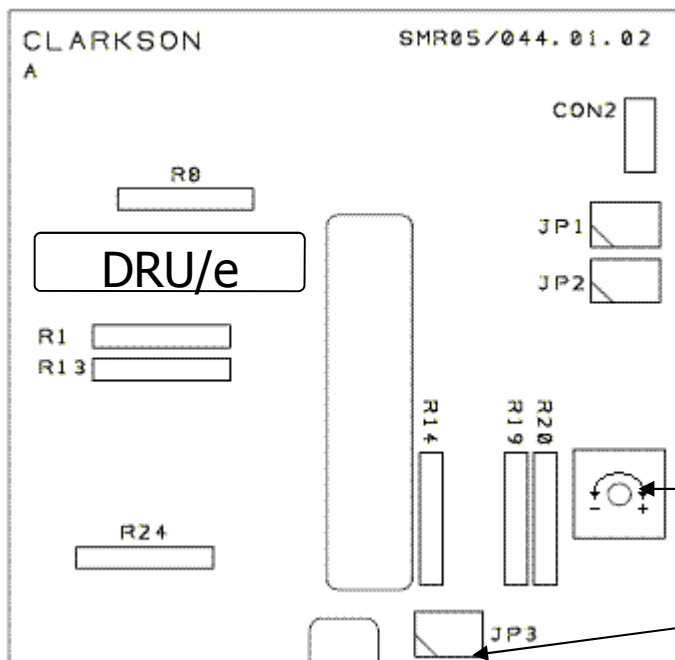 CLARKSON
SMR05/044.01.02
A
CON2
R8
JP1
DRU/e
JP2
R1
R13
R14
R19
R20
- +
R24
JP3